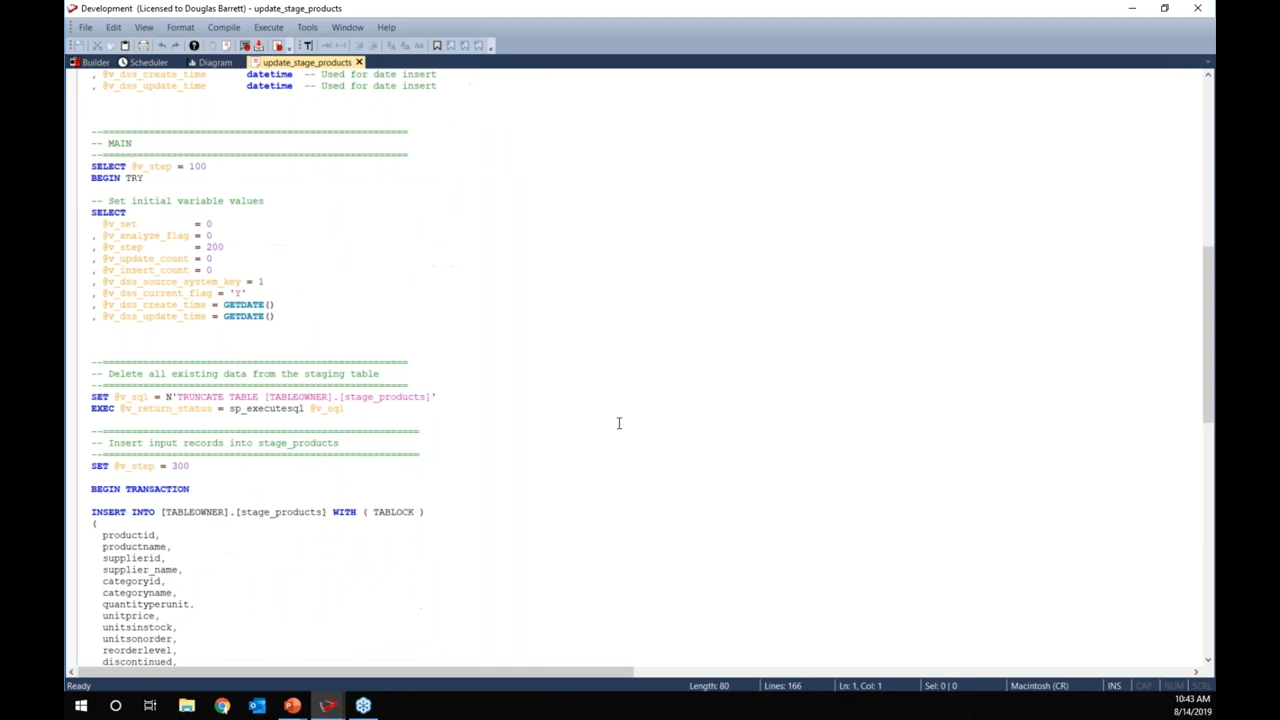 Development (Licensed to Douglas Barrett) - update_stage_products
File Edit View Format Compile Execute Tools Window Help
Builder Scheduler Diagram update_stage_products
, @v_dss_create_time datetime -- Used for date insert
, @v_dss_update_time datetime -- Used for date insert
--=====================================================
-- MAIN
--=====================================================
SELECT @v_step = 100
BEGIN TRY
-- Set initial variable values
SELECT
@v_set = 0
, @v_analyze_flag = 0
, @v_step = 200
, @v_update_count = 0
, @v_insert_count = 0
, @v_dss_source_system_key = 1
, @v_dss_current_flag = 'Y'
, @v_dss_create_time = GETDATE()
, @v_dss_update_time = GETDATE()
--=====================================================
-- Delete all existing data from the staging table
--=====================================================
SET @v_sql = N'TRUNCATE TABLE [TABLEOWNER].[stage_products]'
EXEC @v_return_status = sp_executesql @v_sql
--=======================================================
-- Insert input records into stage_products
--=======================================================
SET @v_step = 300
BEGIN TRANSACTION
INSERT INTO [TABLEOWNER].[stage_products] WITH ( TABLOCK )
(
productid,
productname,
supplierid,
supplier_name,
categoryid,
categoryname,
quantityperunit,
unitprice,
unitsinstock,
unitsonorder,
reorderlevel,
discontinued,
Ready Length: 80 Lines: 166 Ln: 1, Col: 1 Sel: 0 | 0 Macintosh (CR) INS CAP NUM SCRL
10:43 AM
8/14/2019